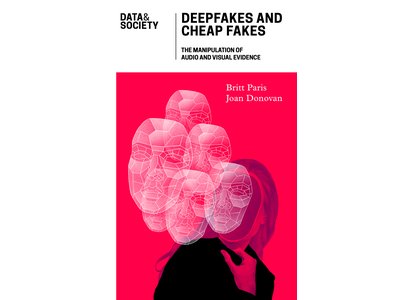 DATA&
SOCIETY
DEEPFAKES AND
CHEAP FAKES
THE MANIPULATION OF
AUDIO AND VISUAL EVIDENCE
Britt Paris
Joan Donovan